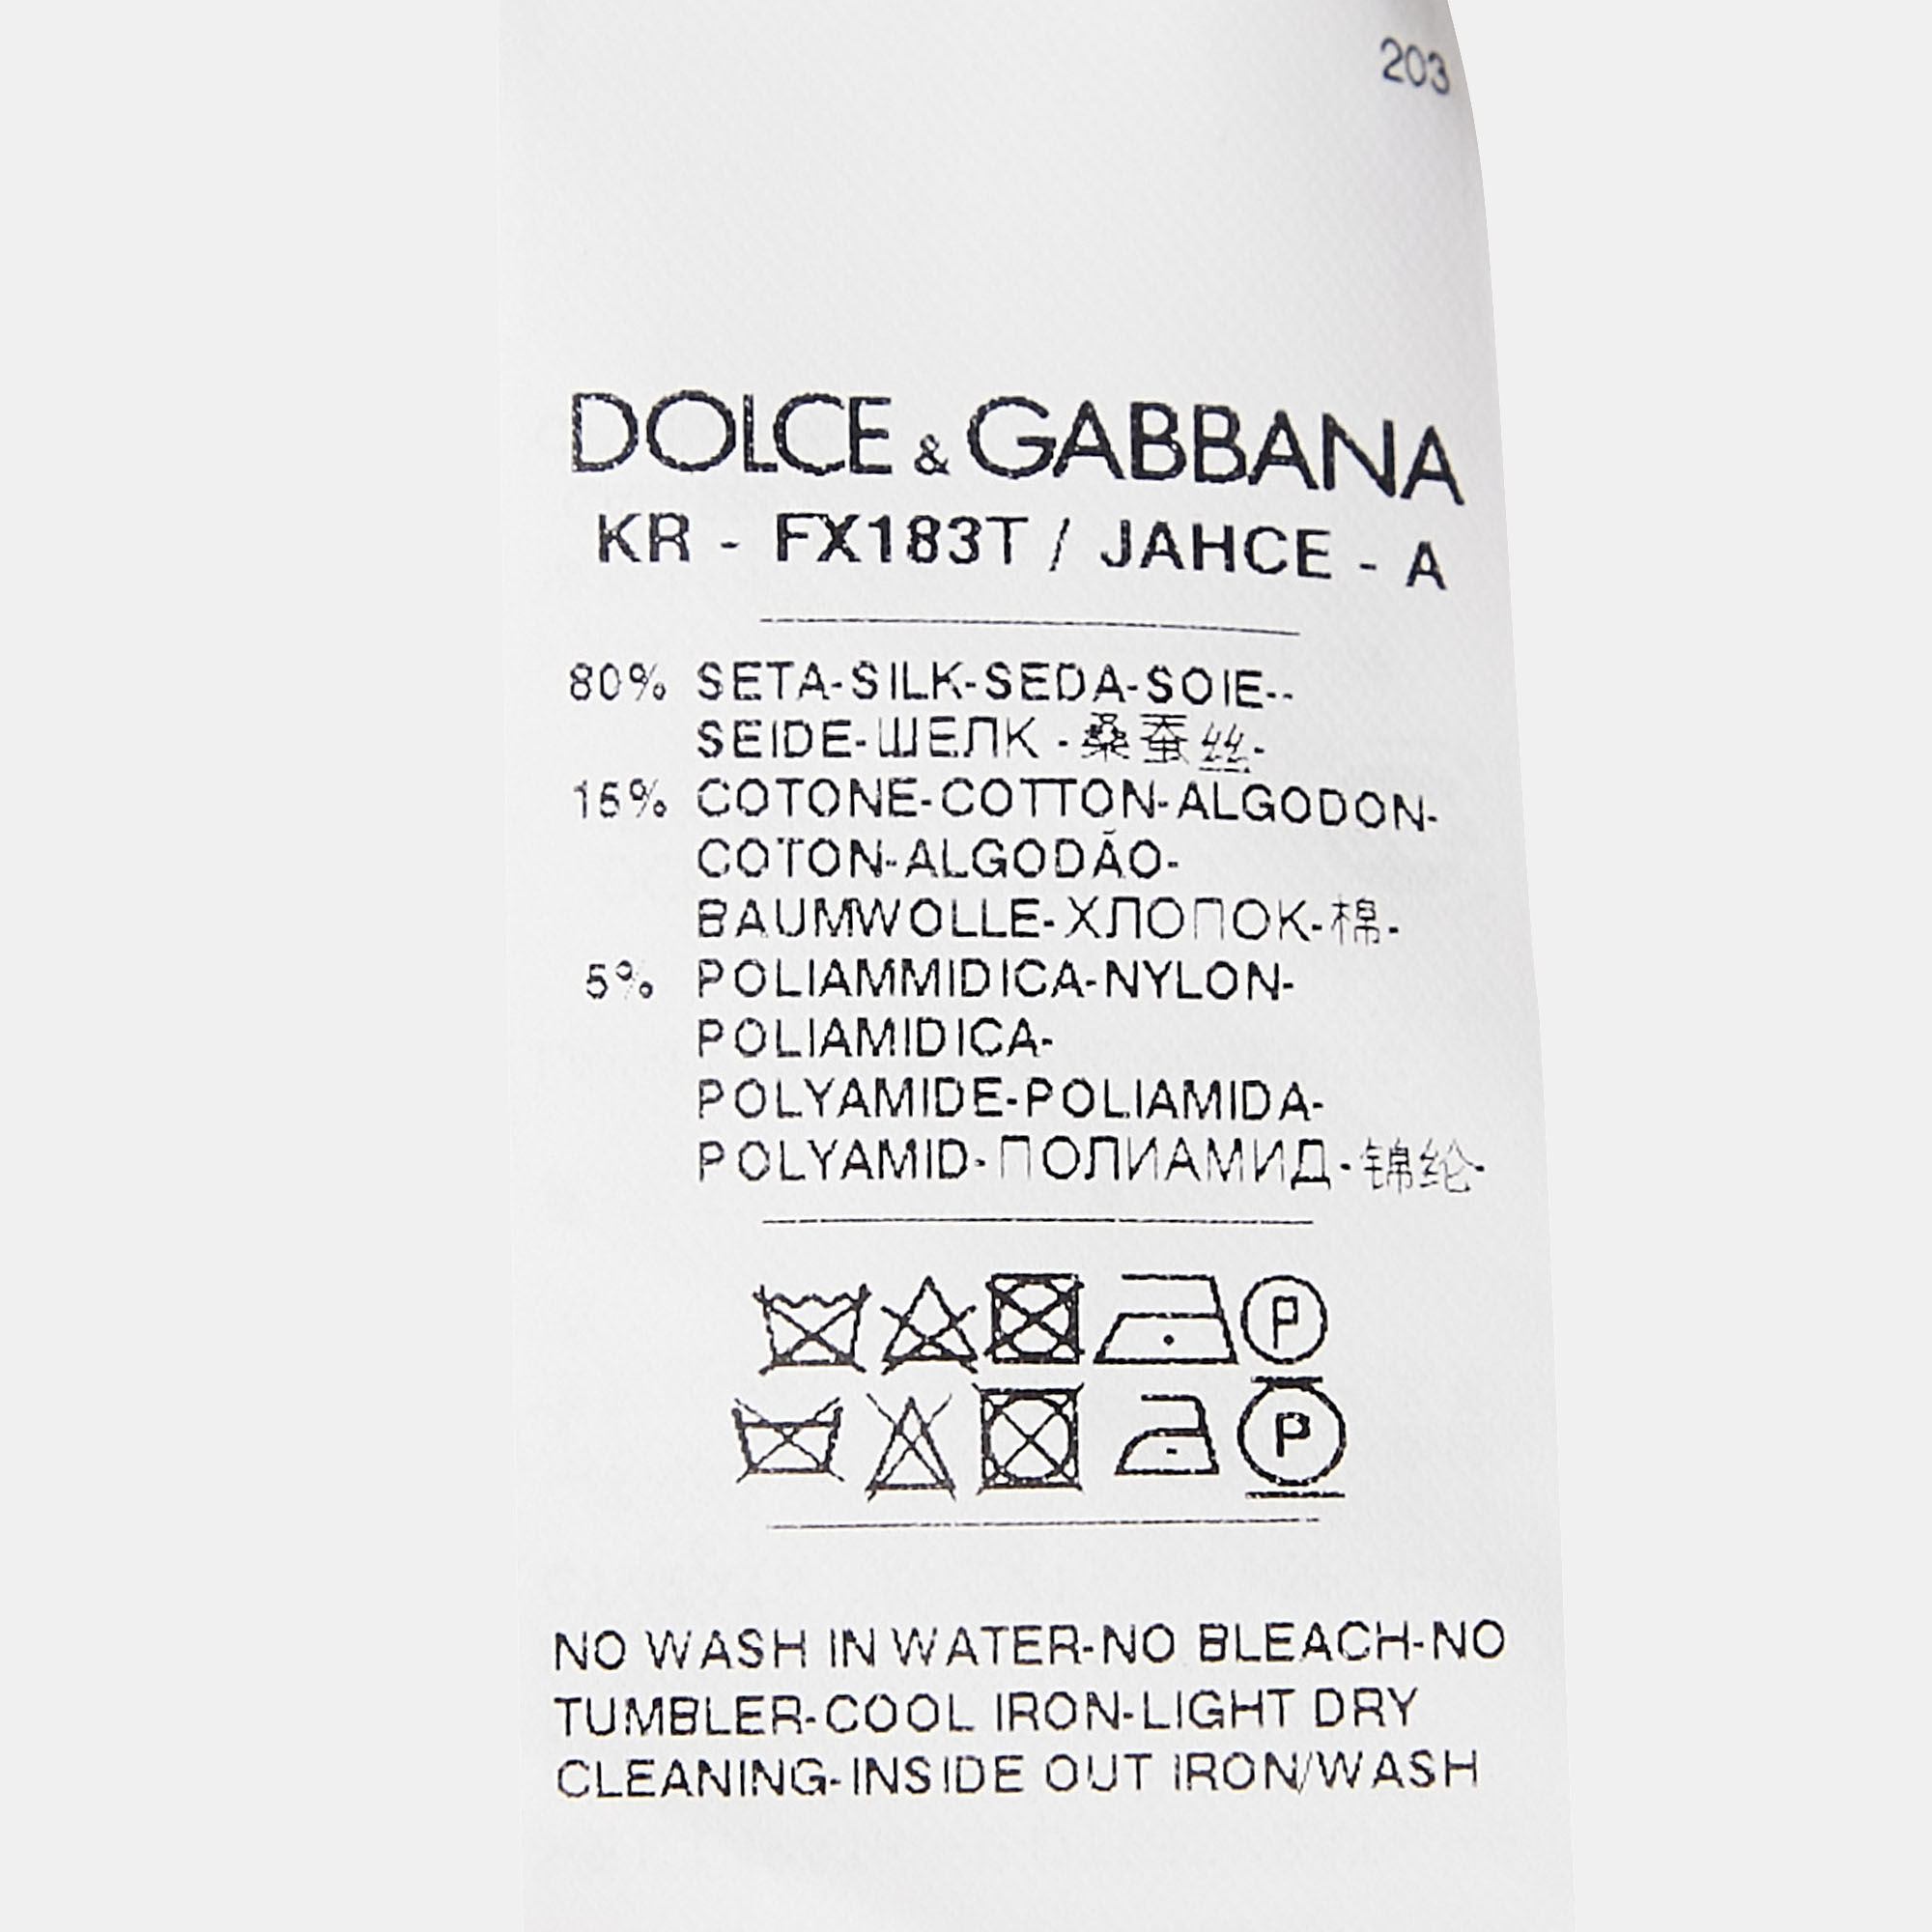 203
DOLCE & GABBANA
KR - FX183T / JAHCE - A
80% SETA-SILK-SEDA-SOIE--
SEIDE-ШЕЛК -桑蚕丝-
15% COTONE-COTTON-ALGODON-
COTON-ALGODÃO-
BAUMWOLLE-ХЛОПОК-棉-
5% POLIAMMIDICA-NYLON-
POLIAMIDICA-
POLYAMIDE-POLIAMIDA-
POLYAMID-ПОЛИАМИД-锦纶-
P
P
NO WASH IN WATER-NO BLEACH-NO
TUMBLER-COOL IRON-LIGHT DRY
CLEANING-INSIDE OUT IRON/WASH